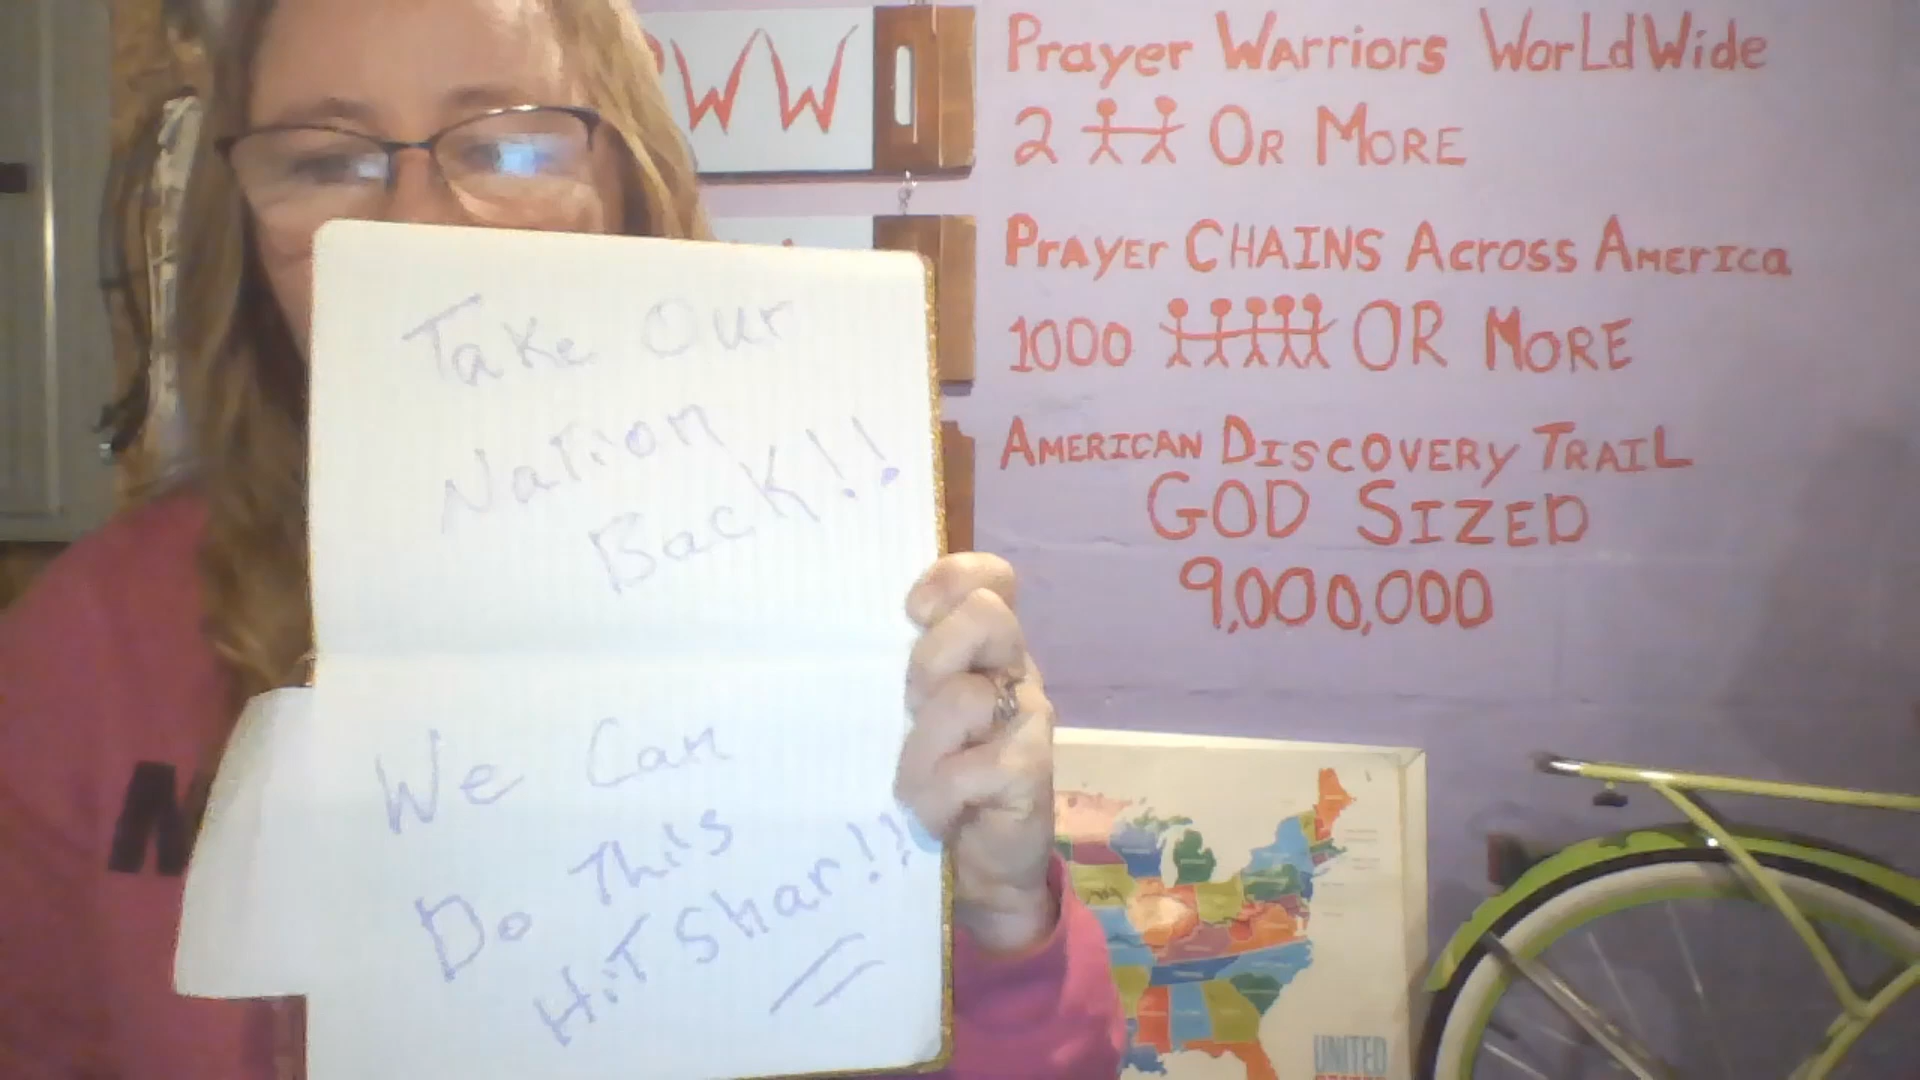 WW
Prayer Warriors WorLdWide
2 OR MORE
PRAYER CHAINS Across AMERICA
1000 OR MORE
AMERICAN DISCOVERY TRAIL
GOD SIZED
9,000,000
Take Our
Nation
Back!!
We Can
Do This
HiT Shar!!
N
UNITED